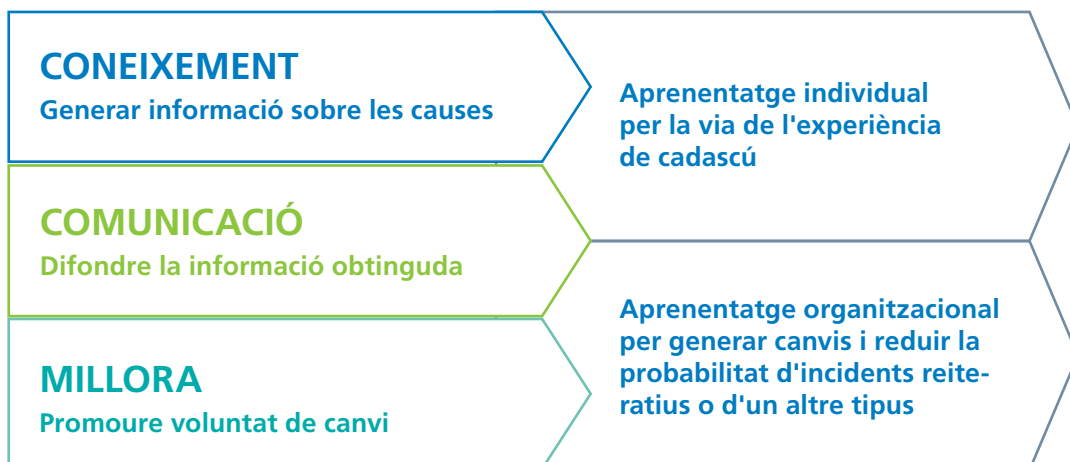 CONEIXEMENT
Generar informació sobre les causes
COMUNICACIÓ
Difondre la informació obtinguda
MILLORA
Promoure voluntat de canvi
Aprenentatge individual
per la via de l'experiència
de cadascú
Aprenentatge organitzacional
per generar canvis i reduir la
probabilitat d'incidents reite-
ratius o d'un altre tipus